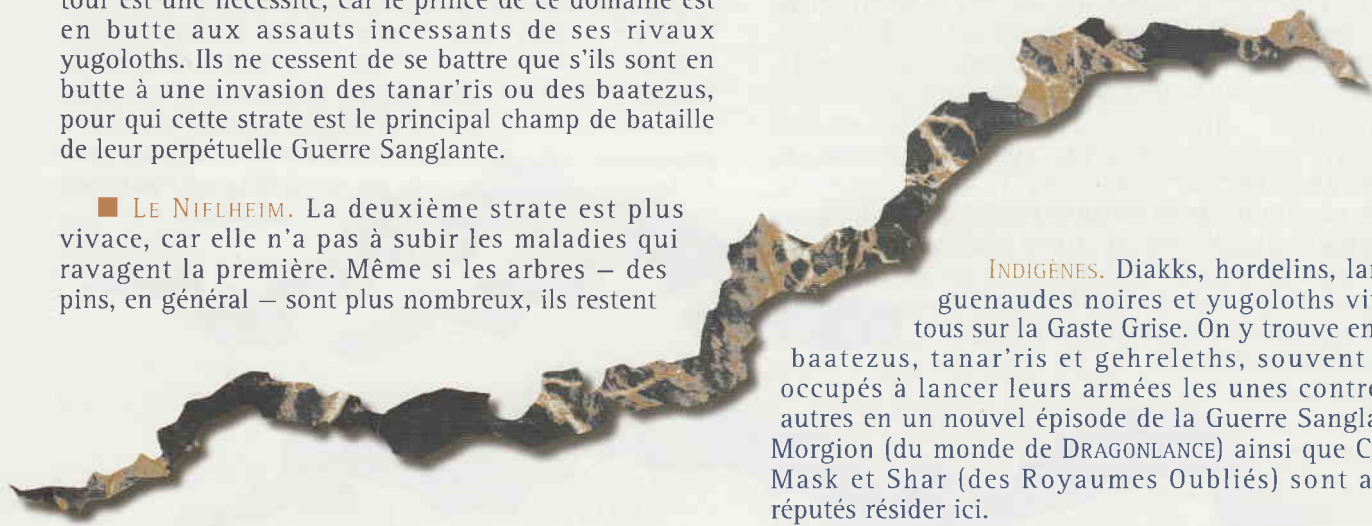 tour est une nécessité, car le prince de ce domaine est
en butte aux assauts incessants de ses rivaux
yugoloths. Ils ne cessent de se battre que s'ils sont en
butte à une invasion des tanar'ris ou des baatezus,
pour qui cette strate est le principal champ de bataille
de leur perpétuelle Guerre Sanglante.
■ LE NIFLHEIM. La deuxième strate est plus
vivace, car elle n'a pas à subir les maladies qui
ravagent la première. Même si les arbres – des
pins, en général – sont plus nombreux, ils restent
INDIGÈNES. Diakks, hordelins,
guenaudes noires et yugoloths
tous sur la Gaste Grise. On y trouve
baatezus, tanar'ris et gehreleths, souvent
occupés à lancer leurs armées les unes
autres en un nouvel épisode de la Guerre
Morgion (du monde de DRAGONLANCE) ainsi que
Mask et Shar (des Royaumes Oubliés) sont
réputés résider ici.